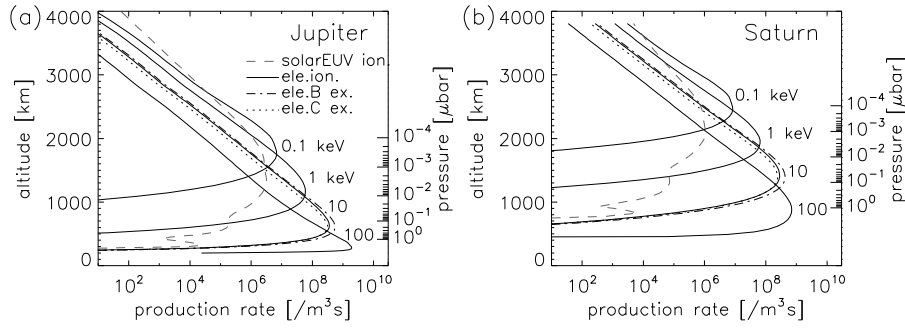 (a)
Jupiter
solarEUV ion.
ele.ion.
ele.B ex.
ele.C ex.
0.1 keV
1 keV
10
100
4000
3000
2000
1000
0
altitude [km]
10^2 10^4 10^6 10^8 10^10
production rate [/m^3s]
10^-4
10^-3
10^-2
10^-1
10^0
pressure [μbar]
(b)
Saturn
0.1 keV
1 keV
10
100
4000
3000
2000
1000
0
altitude [km]
10^2 10^4 10^6 10^8 10^10
production rate [/m^3s]
10^-4
10^-3
10^-2
10^-1
10^0
pressure [μbar]